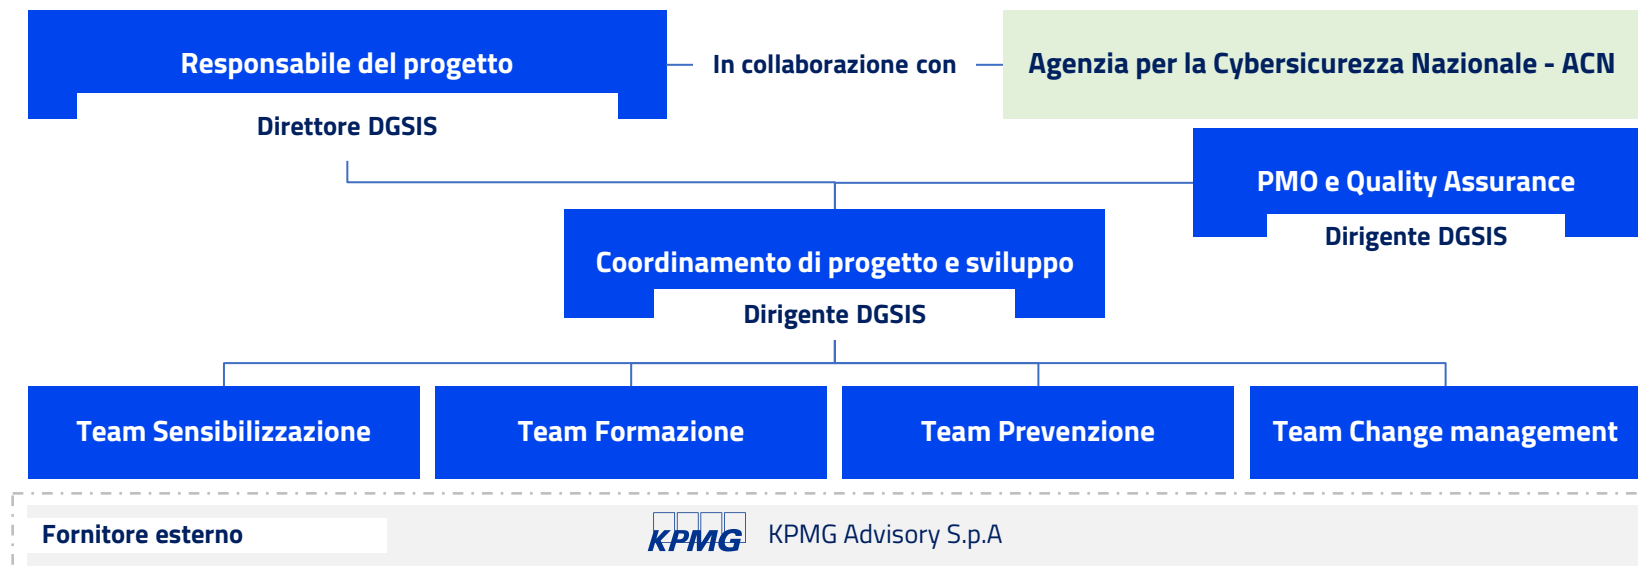 Responsabile del progetto
In collaborazione con
Agenzia per la Cybersicurezza Nazionale - ACN
Direttore DGSIS
PMO e Quality Assurance
Dirigente DGSIS
Coordinamento di progetto e sviluppo
Dirigente DGSIS
Team Sensibilizzazione
Team Formazione
Team Prevenzione
Team Change management
Fornitore esterno
KPMG
KPMG Advisory S.p.A